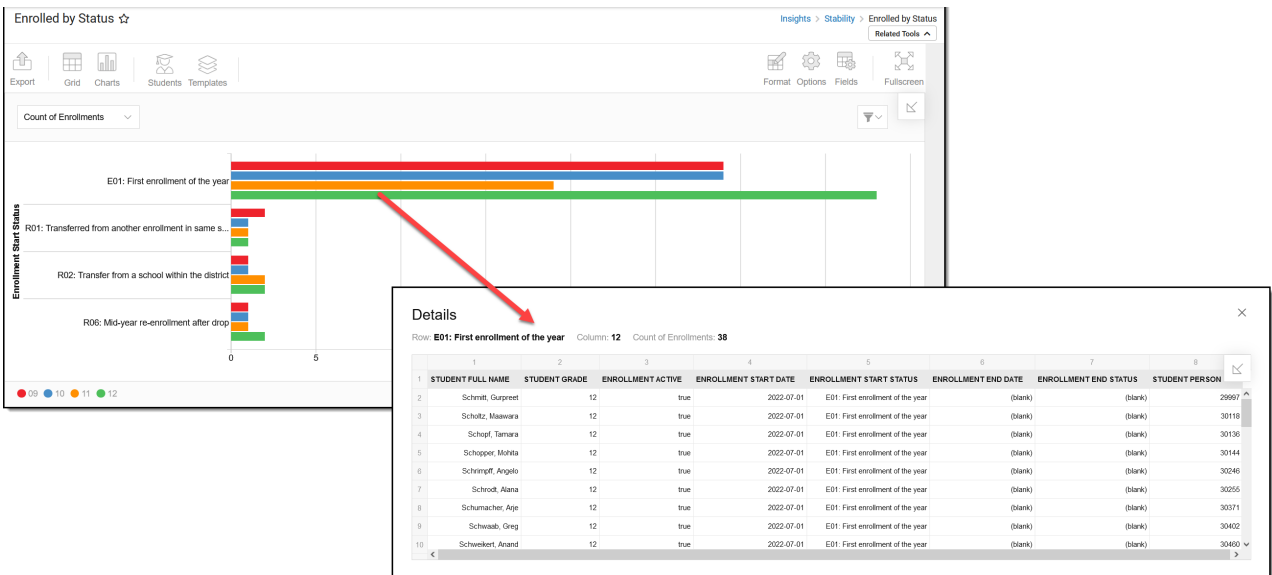 Enrolled by Status
Insights > Stability > Enrolled by Status
Related Tools
Export Grid Charts Students Templates Format Options Fields Fullscreen
Count of Enrollments
Enrollment Start Status
E01: First enrollment of the year
R01: Transferred from another enrollment in same s...
R02: Transfer from a school within the district
R06: Mid-year re-enrollment after drop
0 5
09 10 11 12
Details
Row: E01: First enrollment of the year Column: 12 Count of Enrollments: 38
1 2 3 4 5 6 7 8
1 STUDENT FULL NAME STUDENT GRADE ENROLLMENT ACTIVE ENROLLMENT START DATE ENROLLMENT START STATUS ENROLLMENT END DATE ENROLLMENT END STATUS STUDENT PERSON
2 Schmitt, Gurpreet 12 true 2022-07-01 E01: First enrollment of the year (blank) (blank) 29997
3 Scholtz, Maawara 12 true 2022-07-01 E01: First enrollment of the year (blank) (blank) 30118
4 Schopf, Tamara 12 true 2022-07-01 E01: First enrollment of the year (blank) (blank) 30136
5 Schopper, Mohita 12 true 2022-07-01 E01: First enrollment of the year (blank) (blank) 30144
6 Schrimpff, Angelo 12 true 2022-07-01 E01: First enrollment of the year (blank) (blank) 30246
7 Schrodt, Alana 12 true 2022-07-01 E01: First enrollment of the year (blank) (blank) 30255
8 Schumacher, Arje 12 true 2022-07-01 E01: First enrollment of the year (blank) (blank) 30371
9 Schwaab, Greg 12 true 2022-07-01 E01: First enrollment of the year (blank) (blank) 30402
10 Schweikert, Anand 12 true 2022-07-01 E01: First enrollment of the year (blank) (blank) 30460